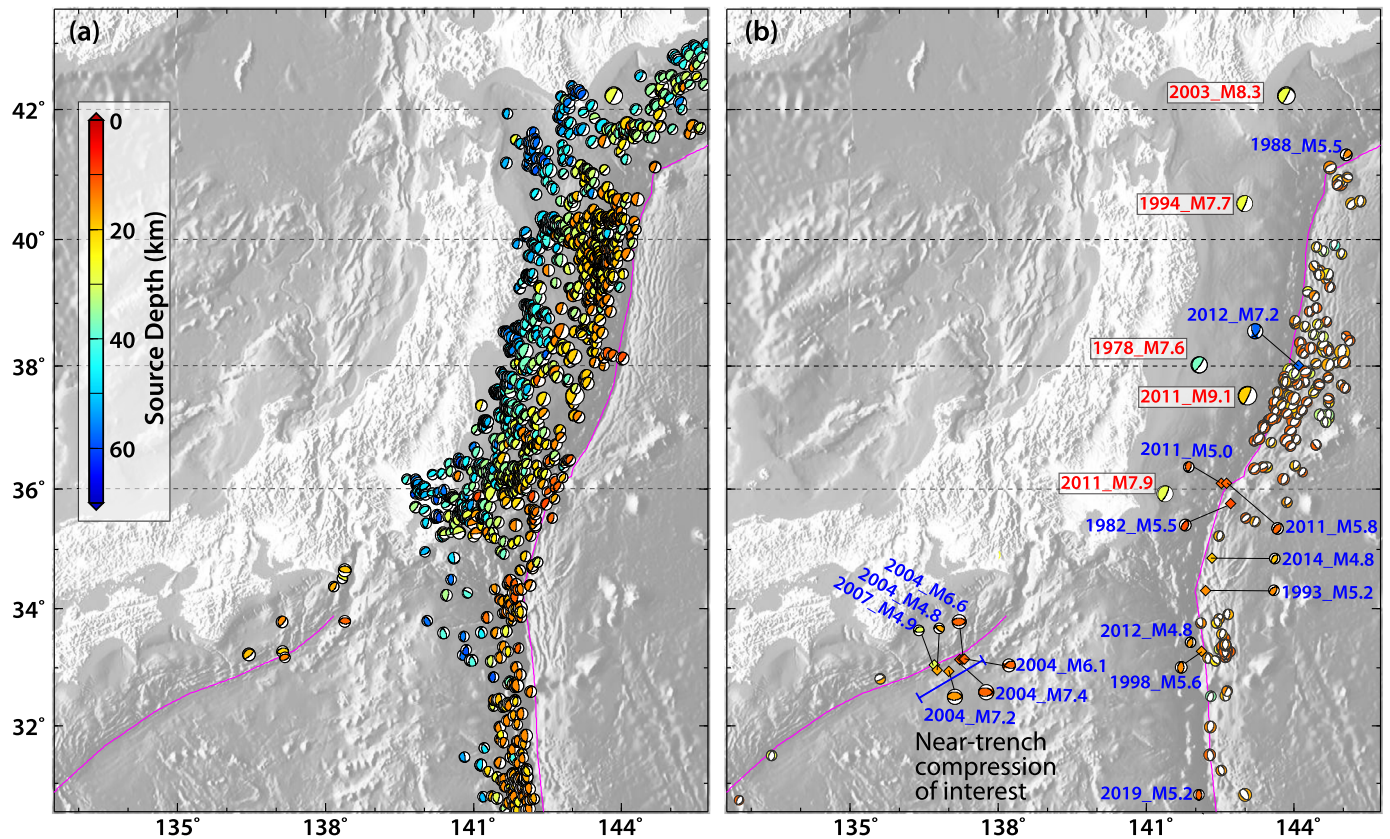 (a)
(b)
42°
40°
38°
36°
34°
32°
0
20
40
60
Source Depth (km)
135°
138°
141°
144°
2003_M8.3
1988_M5.5
1994_M7.7
2012_M7.2
1978_M7.6
2011_M9.1
2011_M5.0
2011_M7.9
1982_M5.5
2011_M5.8
2014_M4.8
1993_M5.2
2004_M6.6
2004_M4.8
2007_M4.9
2012_M4.8
2004_M6.1
1998_M5.6
2004_M7.4
2004_M7.2
Near-trench
compression
of interest
2019_M5.2
135°
138°
141°
144°